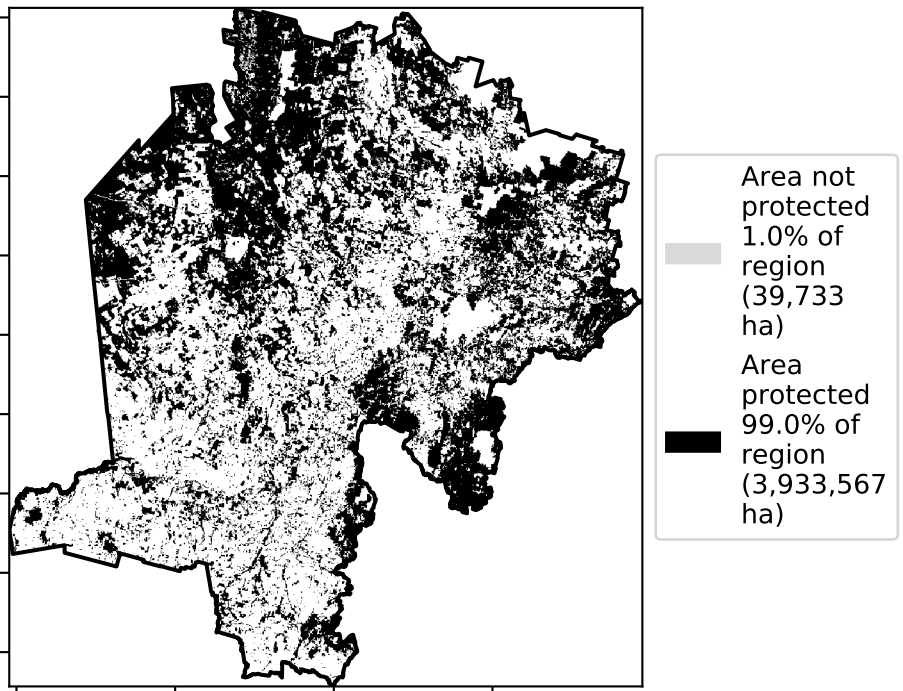 Area not
protected
1.0% of
region
(39,733
ha)
Area
protected
99.0% of
region
(3,933,567
ha)